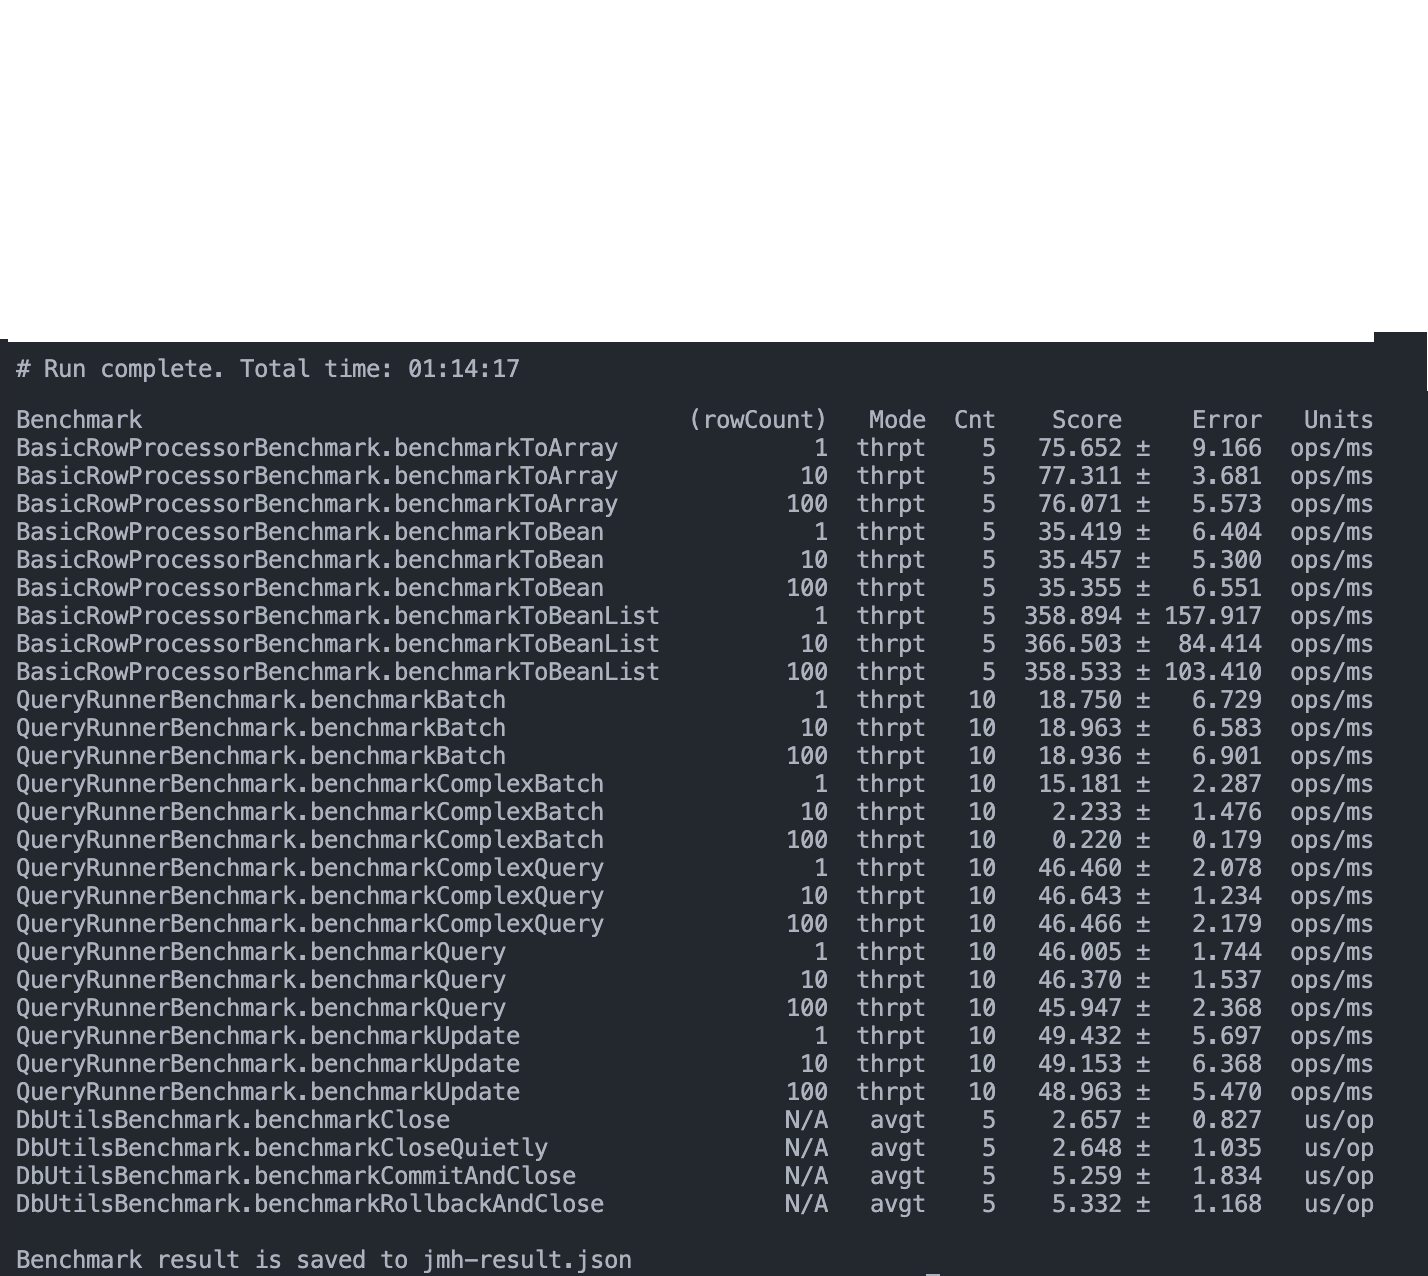 # Run complete. Total time: 01:14:17
Benchmark (rowCount) Mode Cnt Score Error Units
BasicRowProcessorBenchmark.benchmarkToArray 1 thrpt 5 75.652 ± 9.166 ops/ms
BasicRowProcessorBenchmark.benchmarkToArray 10 thrpt 5 77.311 ± 3.681 ops/ms
BasicRowProcessorBenchmark.benchmarkToArray 100 thrpt 5 76.071 ± 5.573 ops/ms
BasicRowProcessorBenchmark.benchmarkToBean 1 thrpt 5 35.419 ± 6.404 ops/ms
BasicRowProcessorBenchmark.benchmarkToBean 10 thrpt 5 35.457 ± 5.300 ops/ms
BasicRowProcessorBenchmark.benchmarkToBean 100 thrpt 5 35.355 ± 6.551 ops/ms
BasicRowProcessorBenchmark.benchmarkToBeanList 1 thrpt 5 358.894 ± 157.917 ops/ms
BasicRowProcessorBenchmark.benchmarkToBeanList 10 thrpt 5 366.503 ± 84.414 ops/ms
BasicRowProcessorBenchmark.benchmarkToBeanList 100 thrpt 5 358.533 ± 103.410 ops/ms
QueryRunnerBenchmark.benchmarkBatch 1 thrpt 10 18.750 ± 6.729 ops/ms
QueryRunnerBenchmark.benchmarkBatch 10 thrpt 10 18.963 ± 6.583 ops/ms
QueryRunnerBenchmark.benchmarkBatch 100 thrpt 10 18.936 ± 6.901 ops/ms
QueryRunnerBenchmark.benchmarkComplexBatch 1 thrpt 10 15.181 ± 2.287 ops/ms
QueryRunnerBenchmark.benchmarkComplexBatch 10 thrpt 10 2.233 ± 1.476 ops/ms
QueryRunnerBenchmark.benchmarkComplexBatch 100 thrpt 10 0.220 ± 0.179 ops/ms
QueryRunnerBenchmark.benchmarkComplexQuery 1 thrpt 10 46.460 ± 2.078 ops/ms
QueryRunnerBenchmark.benchmarkComplexQuery 10 thrpt 10 46.643 ± 1.234 ops/ms
QueryRunnerBenchmark.benchmarkComplexQuery 100 thrpt 10 46.466 ± 2.179 ops/ms
QueryRunnerBenchmark.benchmarkQuery 1 thrpt 10 46.005 ± 1.744 ops/ms
QueryRunnerBenchmark.benchmarkQuery 10 thrpt 10 46.370 ± 1.537 ops/ms
QueryRunnerBenchmark.benchmarkQuery 100 thrpt 10 45.947 ± 2.368 ops/ms
QueryRunnerBenchmark.benchmarkUpdate 1 thrpt 10 49.432 ± 5.697 ops/ms
QueryRunnerBenchmark.benchmarkUpdate 10 thrpt 10 49.153 ± 6.368 ops/ms
QueryRunnerBenchmark.benchmarkUpdate 100 thrpt 10 48.963 ± 5.470 ops/ms
DbUtilsBenchmark.benchmarkClose N/A avgt 5 2.657 ± 0.827 us/op
DbUtilsBenchmark.benchmarkCloseQuietly N/A avgt 5 2.648 ± 1.035 us/op
DbUtilsBenchmark.benchmarkCommitAndClose N/A avgt 5 5.259 ± 1.834 us/op
DbUtilsBenchmark.benchmarkRollbackAndClose N/A avgt 5 5.332 ± 1.168 us/op
Benchmark result is saved to jmh-result.json